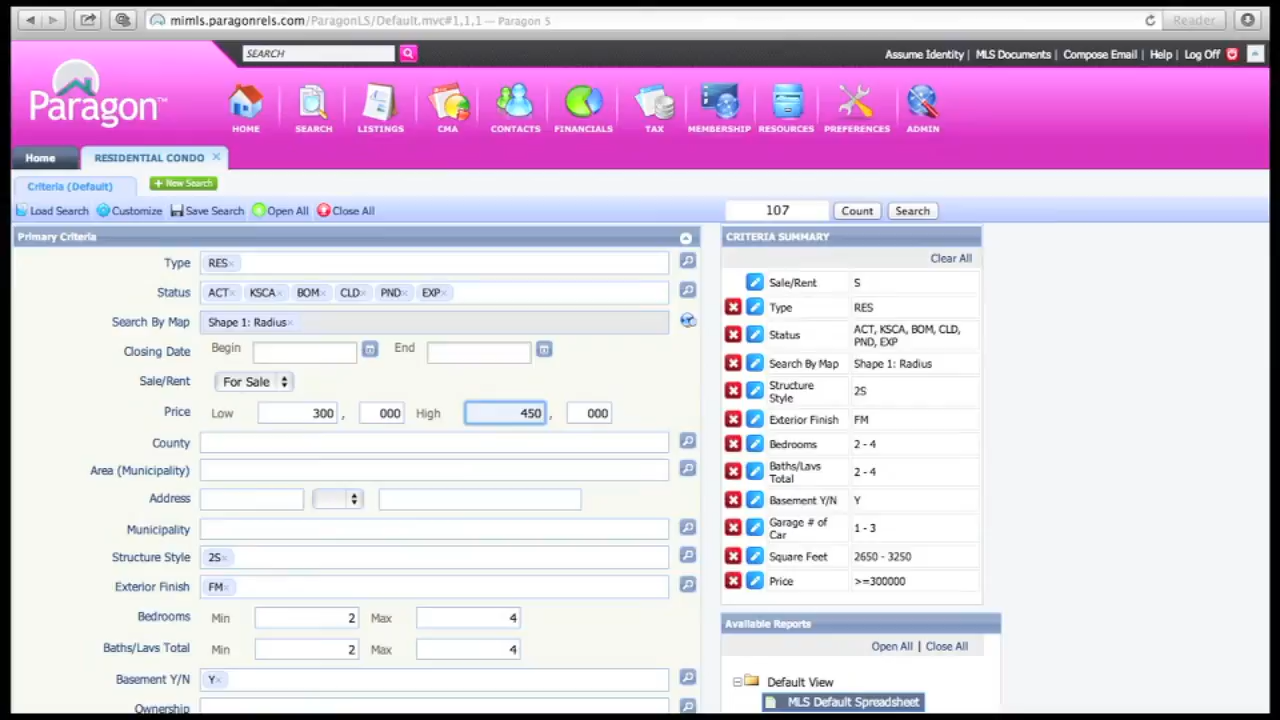 mimls.paragonrels.com/ParagonLS/Default.mvc#1,1,1 — Paragon 5
Reader
SEARCH
Assume Identity | MLS Documents | Compose Email | Help | Log Off
Paragon™
HOME SEARCH LISTINGS CMA CONTACTS FINANCIALS TAX MEMBERSHIP RESOURCES PREFERENCES ADMIN
Home RESIDENTIAL CONDO ×
Criteria (Default) + New Search
Load Search Customize Save Search Open All Close All 107 Count Search
Primary Criteria
Type RES×
Status ACT× KSCA× BOM× CLD× PND× EXP×
Search By Map Shape 1: Radius×
Closing Date Begin End
Sale/Rent For Sale
Price Low 300 , 000 High 450 , 000
County
Area (Municipality)
Address
Municipality
Structure Style 2S×
Exterior Finish FM×
Bedrooms Min 2 Max 4
Baths/Lavs Total Min 2 Max 4
Basement Y/N Y×
Ownership
CRITERIA SUMMARY
Clear All
Sale/Rent S
Type RES
Status ACT, KSCA, BOM, CLD,
PND, EXP
Search By Map Shape 1: Radius
Structure
Style 2S
Exterior Finish FM
Bedrooms 2 - 4
Baths/Lavs
Total 2 - 4
Basement Y/N Y
Garage # of
Car 1 - 3
Square Feet 2650 - 3250
Price >=300000
Available Reports
Open All | Close All
Default View
MLS Default Spreadsheet